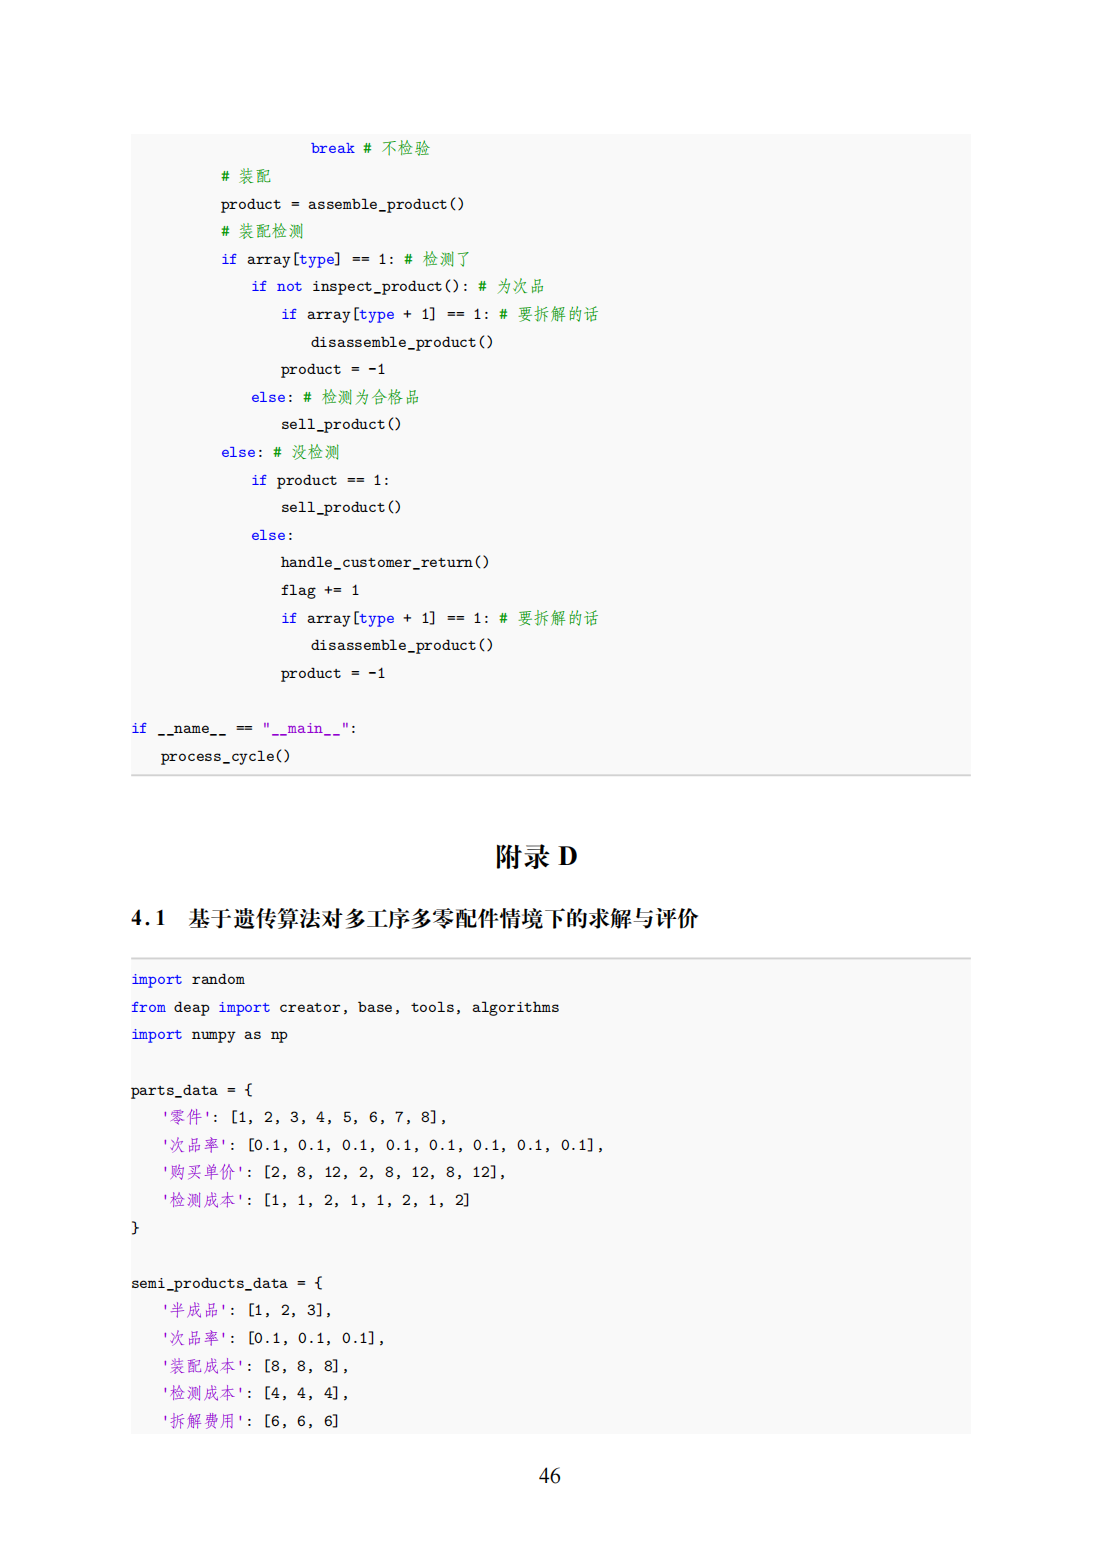 break # 不检验
# 装配
product = assemble_product()
# 装配检测
if array[type] == 1: # 检测了
if not inspect_product(): # 为次品
if array[type + 1] == 1: # 要拆解的话
disassemble_product()
product = -1
else: # 检测为合格品
sell_product()
else: # 没检测
if product == 1:
sell_product()
else:
handle_customer_return()
flag += 1
if array[type + 1] == 1: # 要拆解的话
disassemble_product()
product = -1
if __name__ == "__main__":
process_cycle()
附录 D
4.1 基于遗传算法对多工序多零配件情境下的求解与评价
import random
from deap import creator, base, tools, algorithms
import numpy as np
parts_data = {
'零件': [1, 2, 3, 4, 5, 6, 7, 8],
'次品率': [0.1, 0.1, 0.1, 0.1, 0.1, 0.1, 0.1, 0.1],
'购买单价': [2, 8, 12, 2, 8, 12, 8, 12],
'检测成本': [1, 1, 2, 1, 1, 2, 1, 2]
}
semi_products_data = {
'半成品': [1, 2, 3],
'次品率': [0.1, 0.1, 0.1],
'装配成本': [8, 8, 8],
'检测成本': [4, 4, 4],
'拆解费用': [6, 6, 6]
46